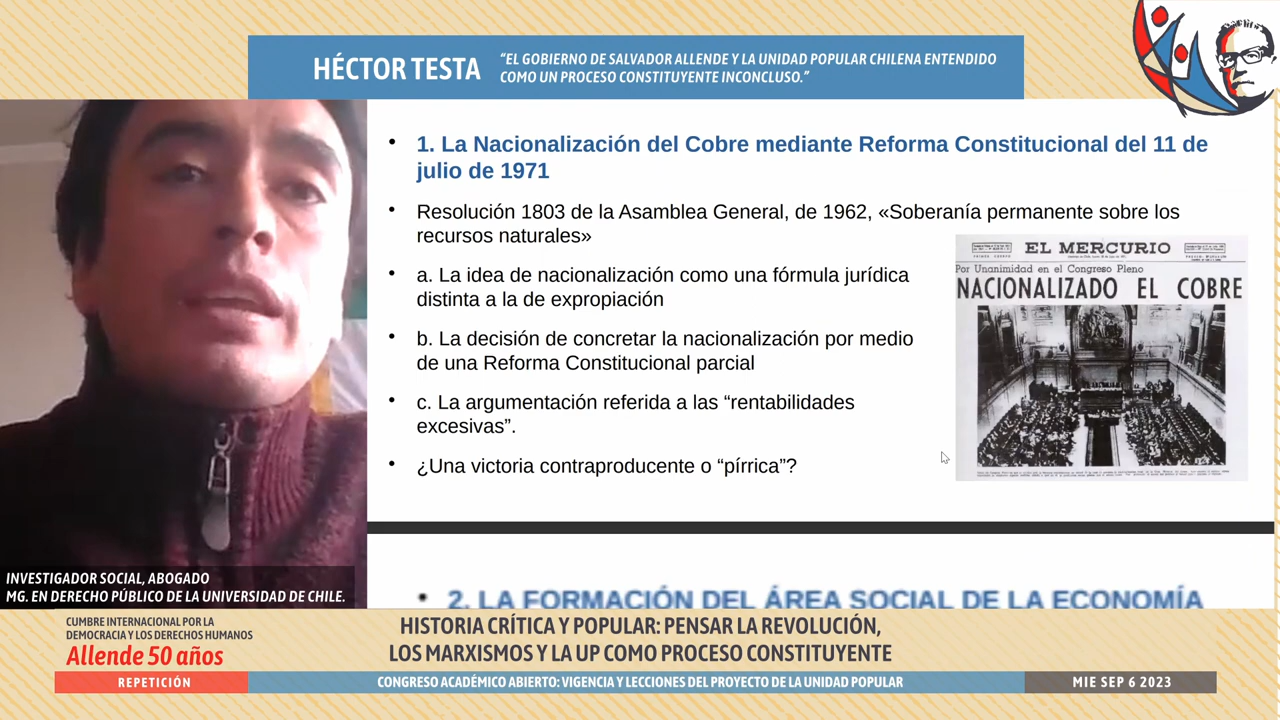 HÉCTOR TESTA
“EL GOBIERNO DE SALVADOR ALLENDE Y LA UNIDAD POPULAR CHILENA ENTENDIDO
COMO UN PROCESO CONSTITUYENTE INCONCLUSO.”
• 1. La Nacionalización del Cobre mediante Reforma Constitucional del 11 de
julio de 1971
• Resolución 1803 de la Asamblea General, de 1962, «Soberanía permanente sobre los
recursos naturales»
• a. La idea de nacionalización como una fórmula jurídica
distinta a la de expropiación
• b. La decisión de concretar la nacionalización por medio
de una Reforma Constitucional parcial
• c. La argumentación referida a las “rentabilidades
excesivas”.
• ¿Una victoria contraproducente o “pírrica”?
EL MERCURIO
Por Unanimidad en el Congreso Pleno
NACIONALIZADO EL COBRE
• 2. LA FORMACIÓN DEL ÁREA SOCIAL DE LA ECONOMÍA
INVESTIGADOR SOCIAL, ABOGADO
MG. EN DERECHO PÚBLICO DE LA UNIVERSIDAD DE CHILE.
CUMBRE INTERNACIONAL POR LA
DEMOCRACIA Y LOS DERECHOS HUMANOS
Allende 50 años
HISTORIA CRÍTICA Y POPULAR: PENSAR LA REVOLUCIÓN,
LOS MARXISMOS Y LA UP COMO PROCESO CONSTITUYENTE
REPETICIÓN
CONGRESO ACADÉMICO ABIERTO: VIGENCIA Y LECCIONES DEL PROYECTO DE LA UNIDAD POPULAR
MIE SEP 6 2023